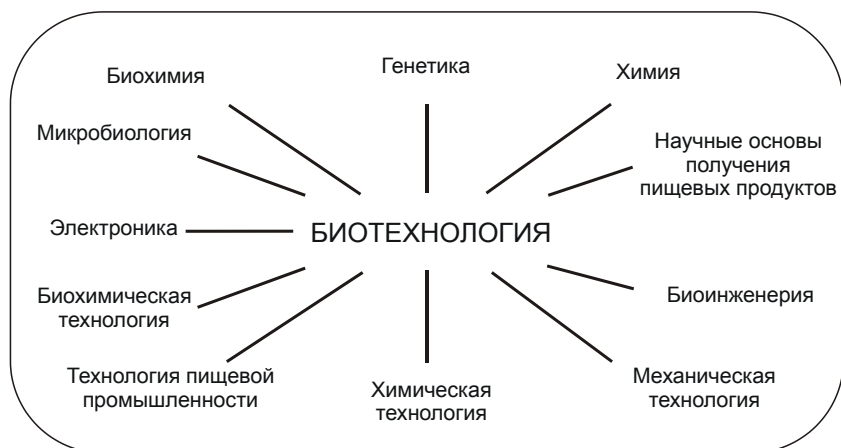 Биохимия
Генетика
Химия
Микробиология
Научные основы
получения
пищевых продуктов
Электроника
БИОТЕХНОЛОГИЯ
Биохимическая
технология
Биоинженерия
Технология пищевой
промышленности
Химическая
технология
Механическая
технология